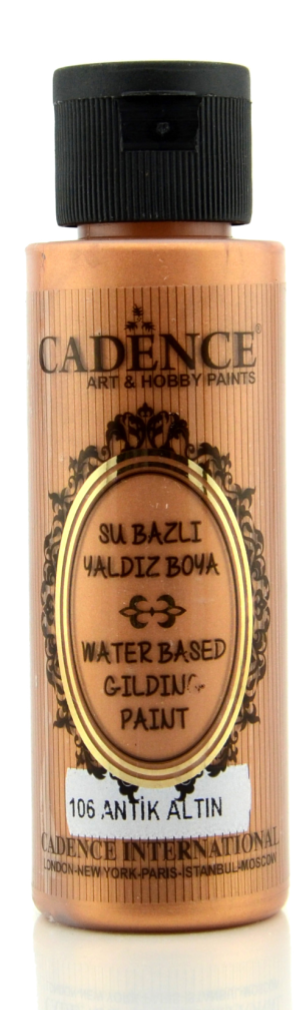 CADENCE®
ART & HOBBY PAINTS
SU BAZLI
YALDIZ BOYA
WATER BASED
GILDING
PAINT
106 ANTİK ALTIN
CADENCE INTERNATIONAL
LONDON-NEW YORK-PARIS-ISTANBUL-MOSCOW